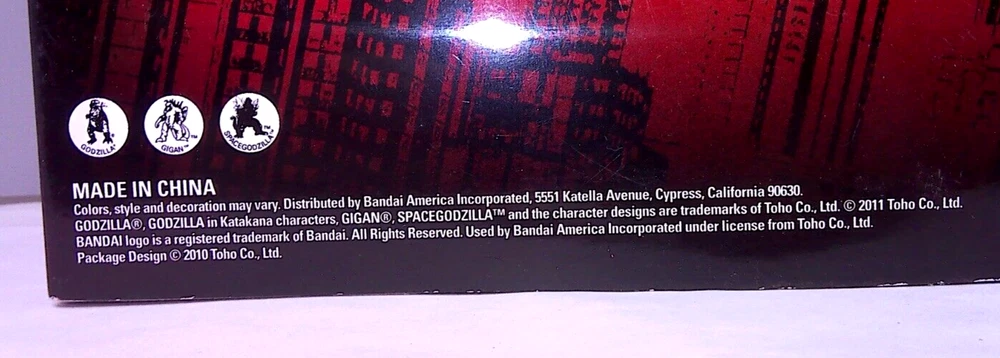 GODZILLA®
GIGAN™
SPACEGODZILLA™
MADE IN CHINA
Colors, style and decoration may vary. Distributed by Bandai America Incorporated, 5551 Katella Avenue, Cypress, California 90630.
GODZILLA®, GODZILLA in Katakana characters, GIGAN®, SPACEGODZILLA™ and the character designs are trademarks of Toho Co., Ltd. © 2011 Toho Co., Ltd.
BANDAI logo is a registered trademark of Bandai. All Rights Reserved. Used by Bandai America Incorporated under license from Toho Co., Ltd.
Package Design © 2010 Toho Co., Ltd.